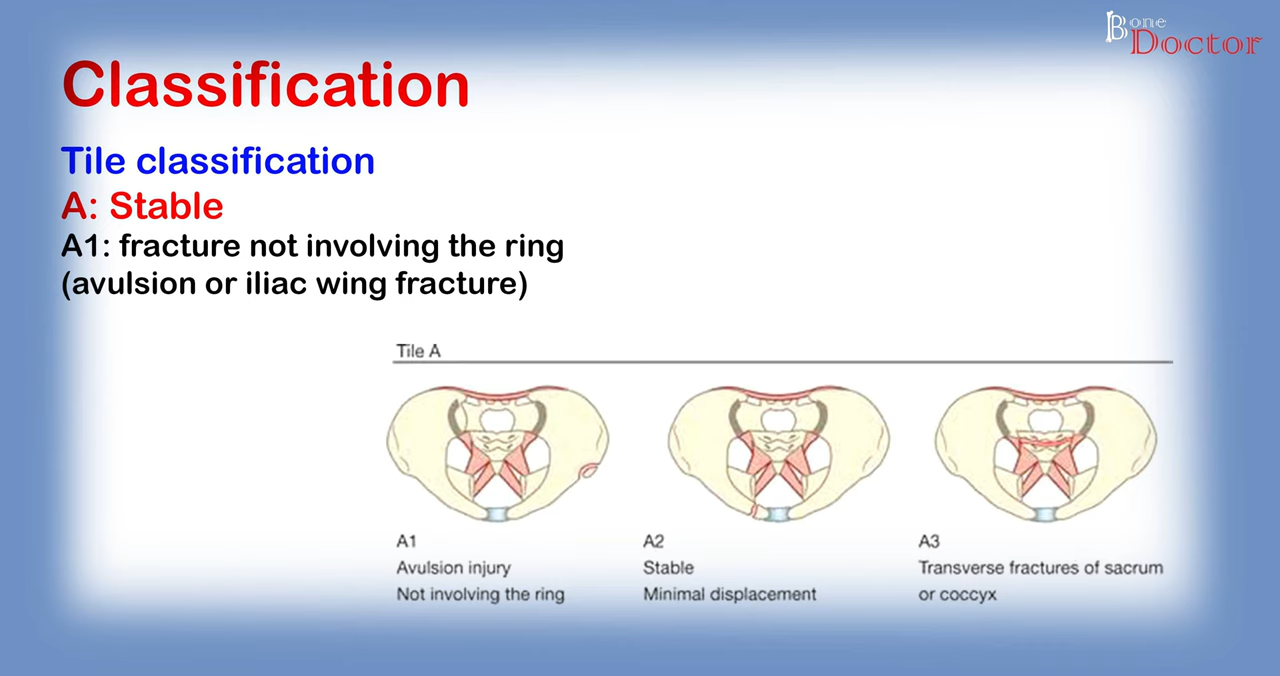 Bone
Doctor
Classification
Tile classification
A: Stable
A1: fracture not involving the ring
(avulsion or iliac wing fracture)
Tile A
A1
Avulsion injury
Not involving the ring
A2
Stable
Minimal displacement
A3
Transverse fractures of sacrum
or coccyx